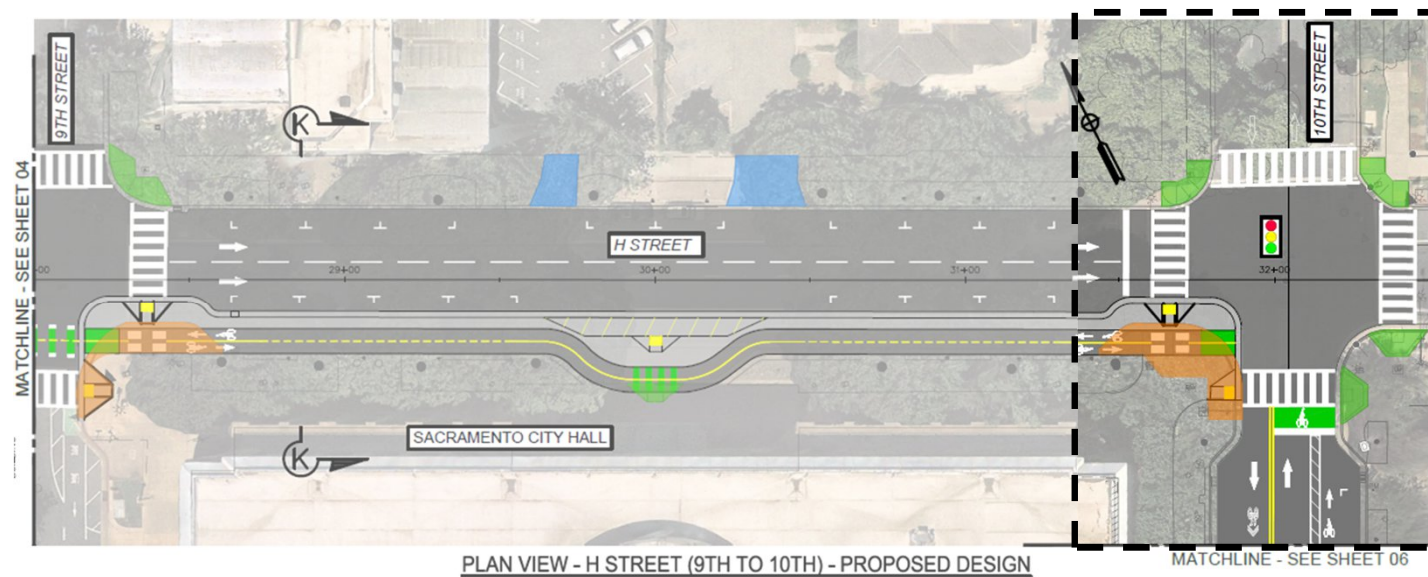 9TH STREET
10TH STREET
K
MATCHLINE - SEE SHEET 04
H STREET
00
29+00
30+00
31+00
32+00
K
SACRAMENTO CITY HALL
PLAN VIEW - H STREET (9TH TO 10TH) - PROPOSED DESIGN
MATCHLINE - SEE SHEET 06